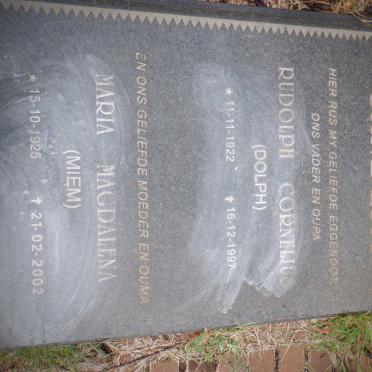 HIER RUS MY GELIEFDE EGGENOOT,
ONS VADER EN OUPA
RUDOLPH CORNELIUS
(DOLPH)
★ 11-11-1922 ✝ 16-12-1997
EN ONS GELIEFDE MOEDER EN OUMA
MARIA MAGDALENA
(MIEM)
★ 15-10-1925 ✝ 21-02-2002